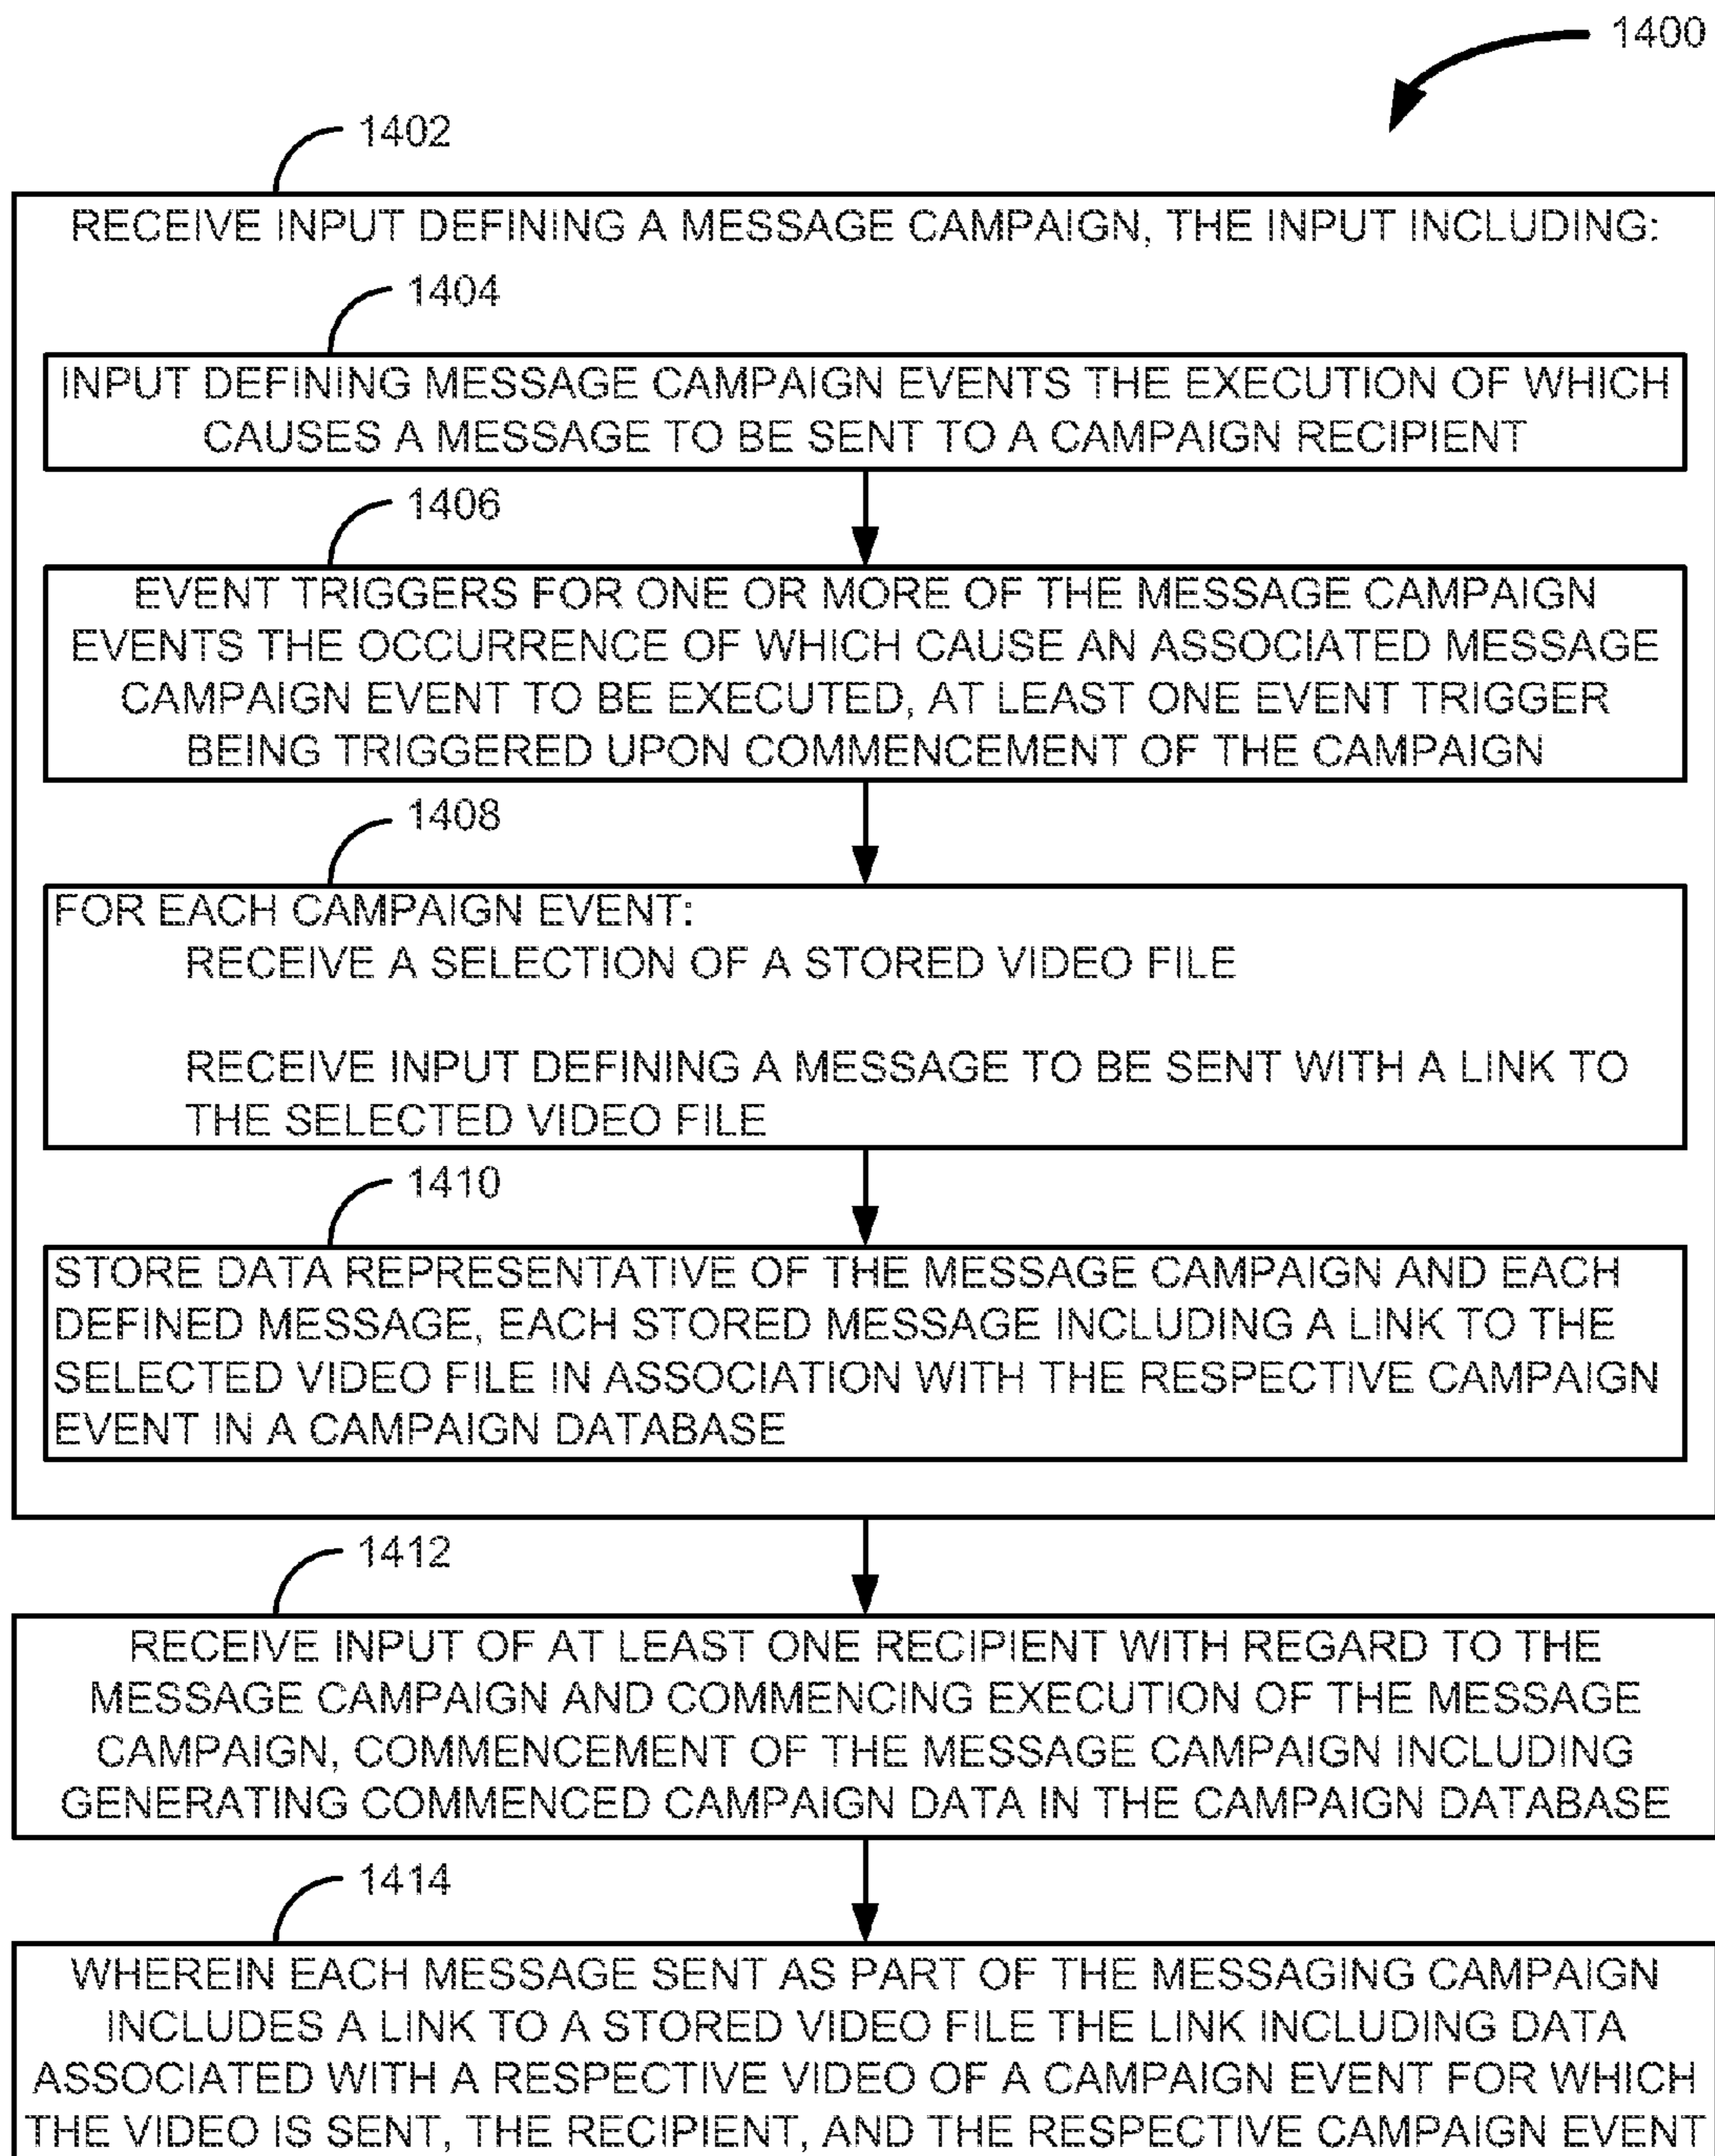 1400
1402
RECEIVE INPUT DEFINING A MESSAGE CAMPAIGN, THE INPUT INCLUDING:
1404
INPUT DEFINING MESSAGE CAMPAIGN EVENTS THE EXECUTION OF WHICH
CAUSES A MESSAGE TO BE SENT TO A CAMPAIGN RECIPIENT
1406
EVENT TRIGGERS FOR ONE OR MORE OF THE MESSAGE CAMPAIGN
EVENTS THE OCCURRENCE OF WHICH CAUSE AN ASSOCIATED MESSAGE
CAMPAIGN EVENT TO BE EXECUTED, AT LEAST ONE EVENT TRIGGER
BEING TRIGGERED UPON COMMENCEMENT OF THE CAMPAIGN
1408
FOR EACH CAMPAIGN EVENT:
RECEIVE A SELECTION OF A STORED VIDEO FILE
RECEIVE INPUT DEFINING A MESSAGE TO BE SENT WITH A LINK TO
THE SELECTED VIDEO FILE
1410
STORE DATA REPRESENTATIVE OF THE MESSAGE CAMPAIGN AND EACH
DEFINED MESSAGE, EACH STORED MESSAGE INCLUDING A LINK TO THE
SELECTED VIDEO FILE IN ASSOCIATION WITH THE RESPECTIVE CAMPAIGN
EVENT IN A CAMPAIGN DATABASE
1412
RECEIVE INPUT OF AT LEAST ONE RECIPIENT WITH REGARD TO THE
MESSAGE CAMPAIGN AND COMMENCING EXECUTION OF THE MESSAGE
CAMPAIGN, COMMENCEMENT OF THE MESSAGE CAMPAIGN INCLUDING
GENERATING COMMENCED CAMPAIGN DATA IN THE CAMPAIGN DATABASE
1414
WHEREIN EACH MESSAGE SENT AS PART OF THE MESSAGING CAMPAIGN
INCLUDES A LINK TO A STORED VIDEO FILE THE LINK INCLUDING DATA
ASSOCIATED WITH A RESPECTIVE VIDEO OF A CAMPAIGN EVENT FOR WHICH
THE VIDEO IS SENT, THE RECIPIENT, AND THE RESPECTIVE CAMPAIGN EVENT